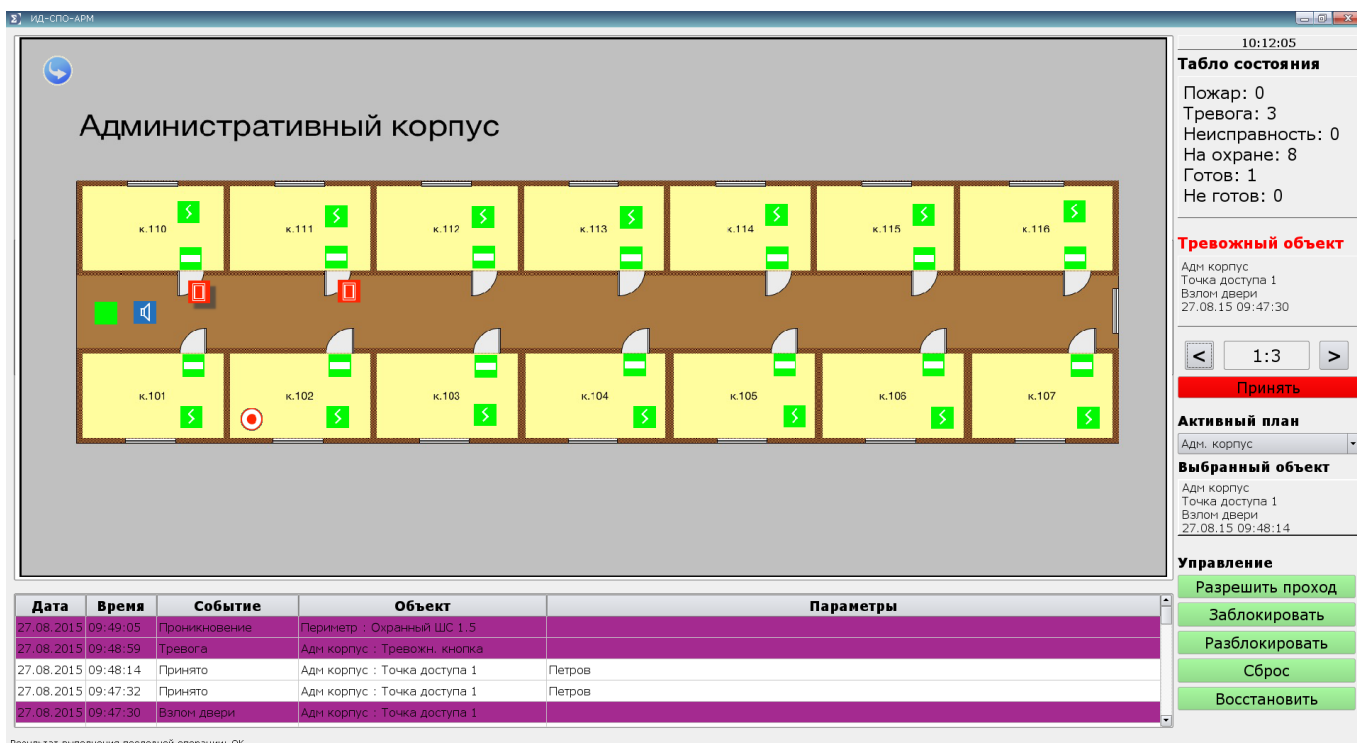 ИД-СПО-АРМ
10:12:05
Табло состояния
Пожар: 0
Тревога: 3
Неисправность: 0
На охране: 8
Готов: 1
Не готов: 0
Тревожный объект
Адм корпус
Точка доступа 1
Взлом двери
27.08.15 09:47:30
< 1:3 >
Принять
Активный план
Адм. корпус
Выбранный объект
Адм корпус
Точка доступа 1
Взлом двери
27.08.15 09:48:14
Управление
Разрешить проход
Заблокировать
Разблокировать
Сброс
Восстановить
Административный корпус
к.110 к.111 к.112 к.113 к.114 к.115 к.116
к.101 к.102 к.103 к.104 к.105 к.106 к.107
Дата Время Событие Объект Параметры
27.08.2015 09:49:05 Проникновение Периметр : Охранный ШС 1.5
27.08.2015 09:48:59 Тревога Адм корпус : Тревожн. кнопка
27.08.2015 09:48:14 Принято Адм корпус : Точка доступа 1 Петров
27.08.2015 09:47:32 Принято Адм корпус : Точка доступа 1 Петров
27.08.2015 09:47:30 Взлом двери Адм корпус : Точка доступа 1
Результат выполнения последней операции: ОК